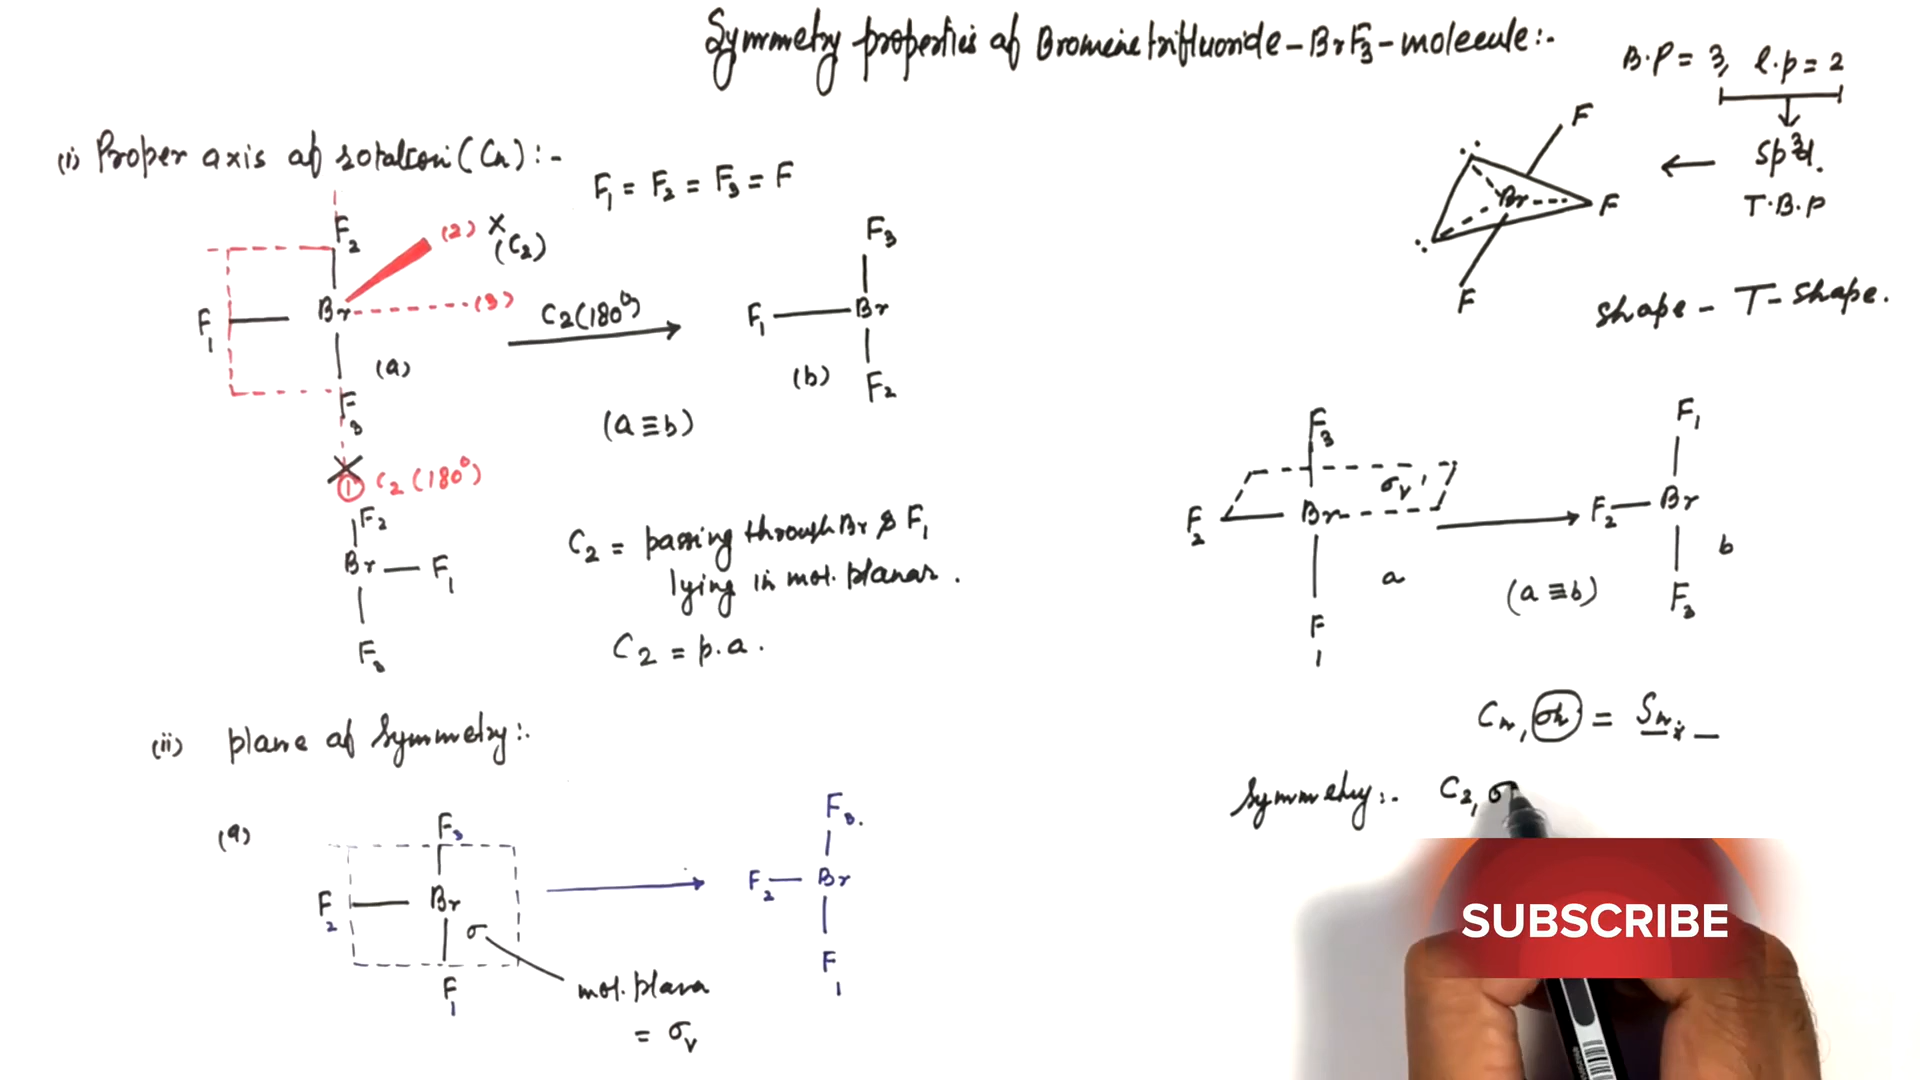 Symmetry properties of Bromine trifluoride - BrF3 - molecule:-
B.P = 3, l.p = 2
sp3d.
T.B.P
F
Br
F
F
shape - T- shape.
(i) Proper axis of rotation (Cn) :-
F1 = F2 = F3 = F
F2
(2) × (C2)
F1
Br
(3)
(a)
F3
C2 (180°)
F3
F1
Br
(b)
F2
(a ≡ b)
① C2 (180°)
F2
Br
F1
F3
C2 = passing through Br & F1
lying in mol. planar.
C2 = p.a.
F3
σv'
F2
Br
a
F1
F1
F2
Br
b
F3
(a ≡ b)
Cn, σh = Sn ×
Symmetry:- C2, σ
(ii) plane of Symmetry:-
(a)
F3
F2
Br
σ
F1
mol. plana
= σv
F3.
F2
Br
F1
SUBSCRIBE